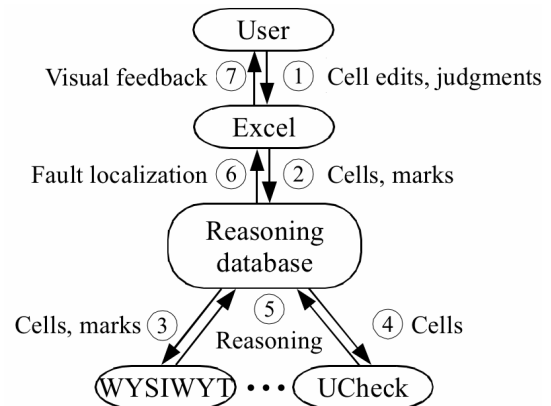 User
Visual feedback 7 1 Cell edits, judgments
Excel
Fault localization 6 2 Cells, marks
Reasoning
database
Cells, marks 3 5 4 Cells
Reasoning
WYSIWYT ••• UCheck